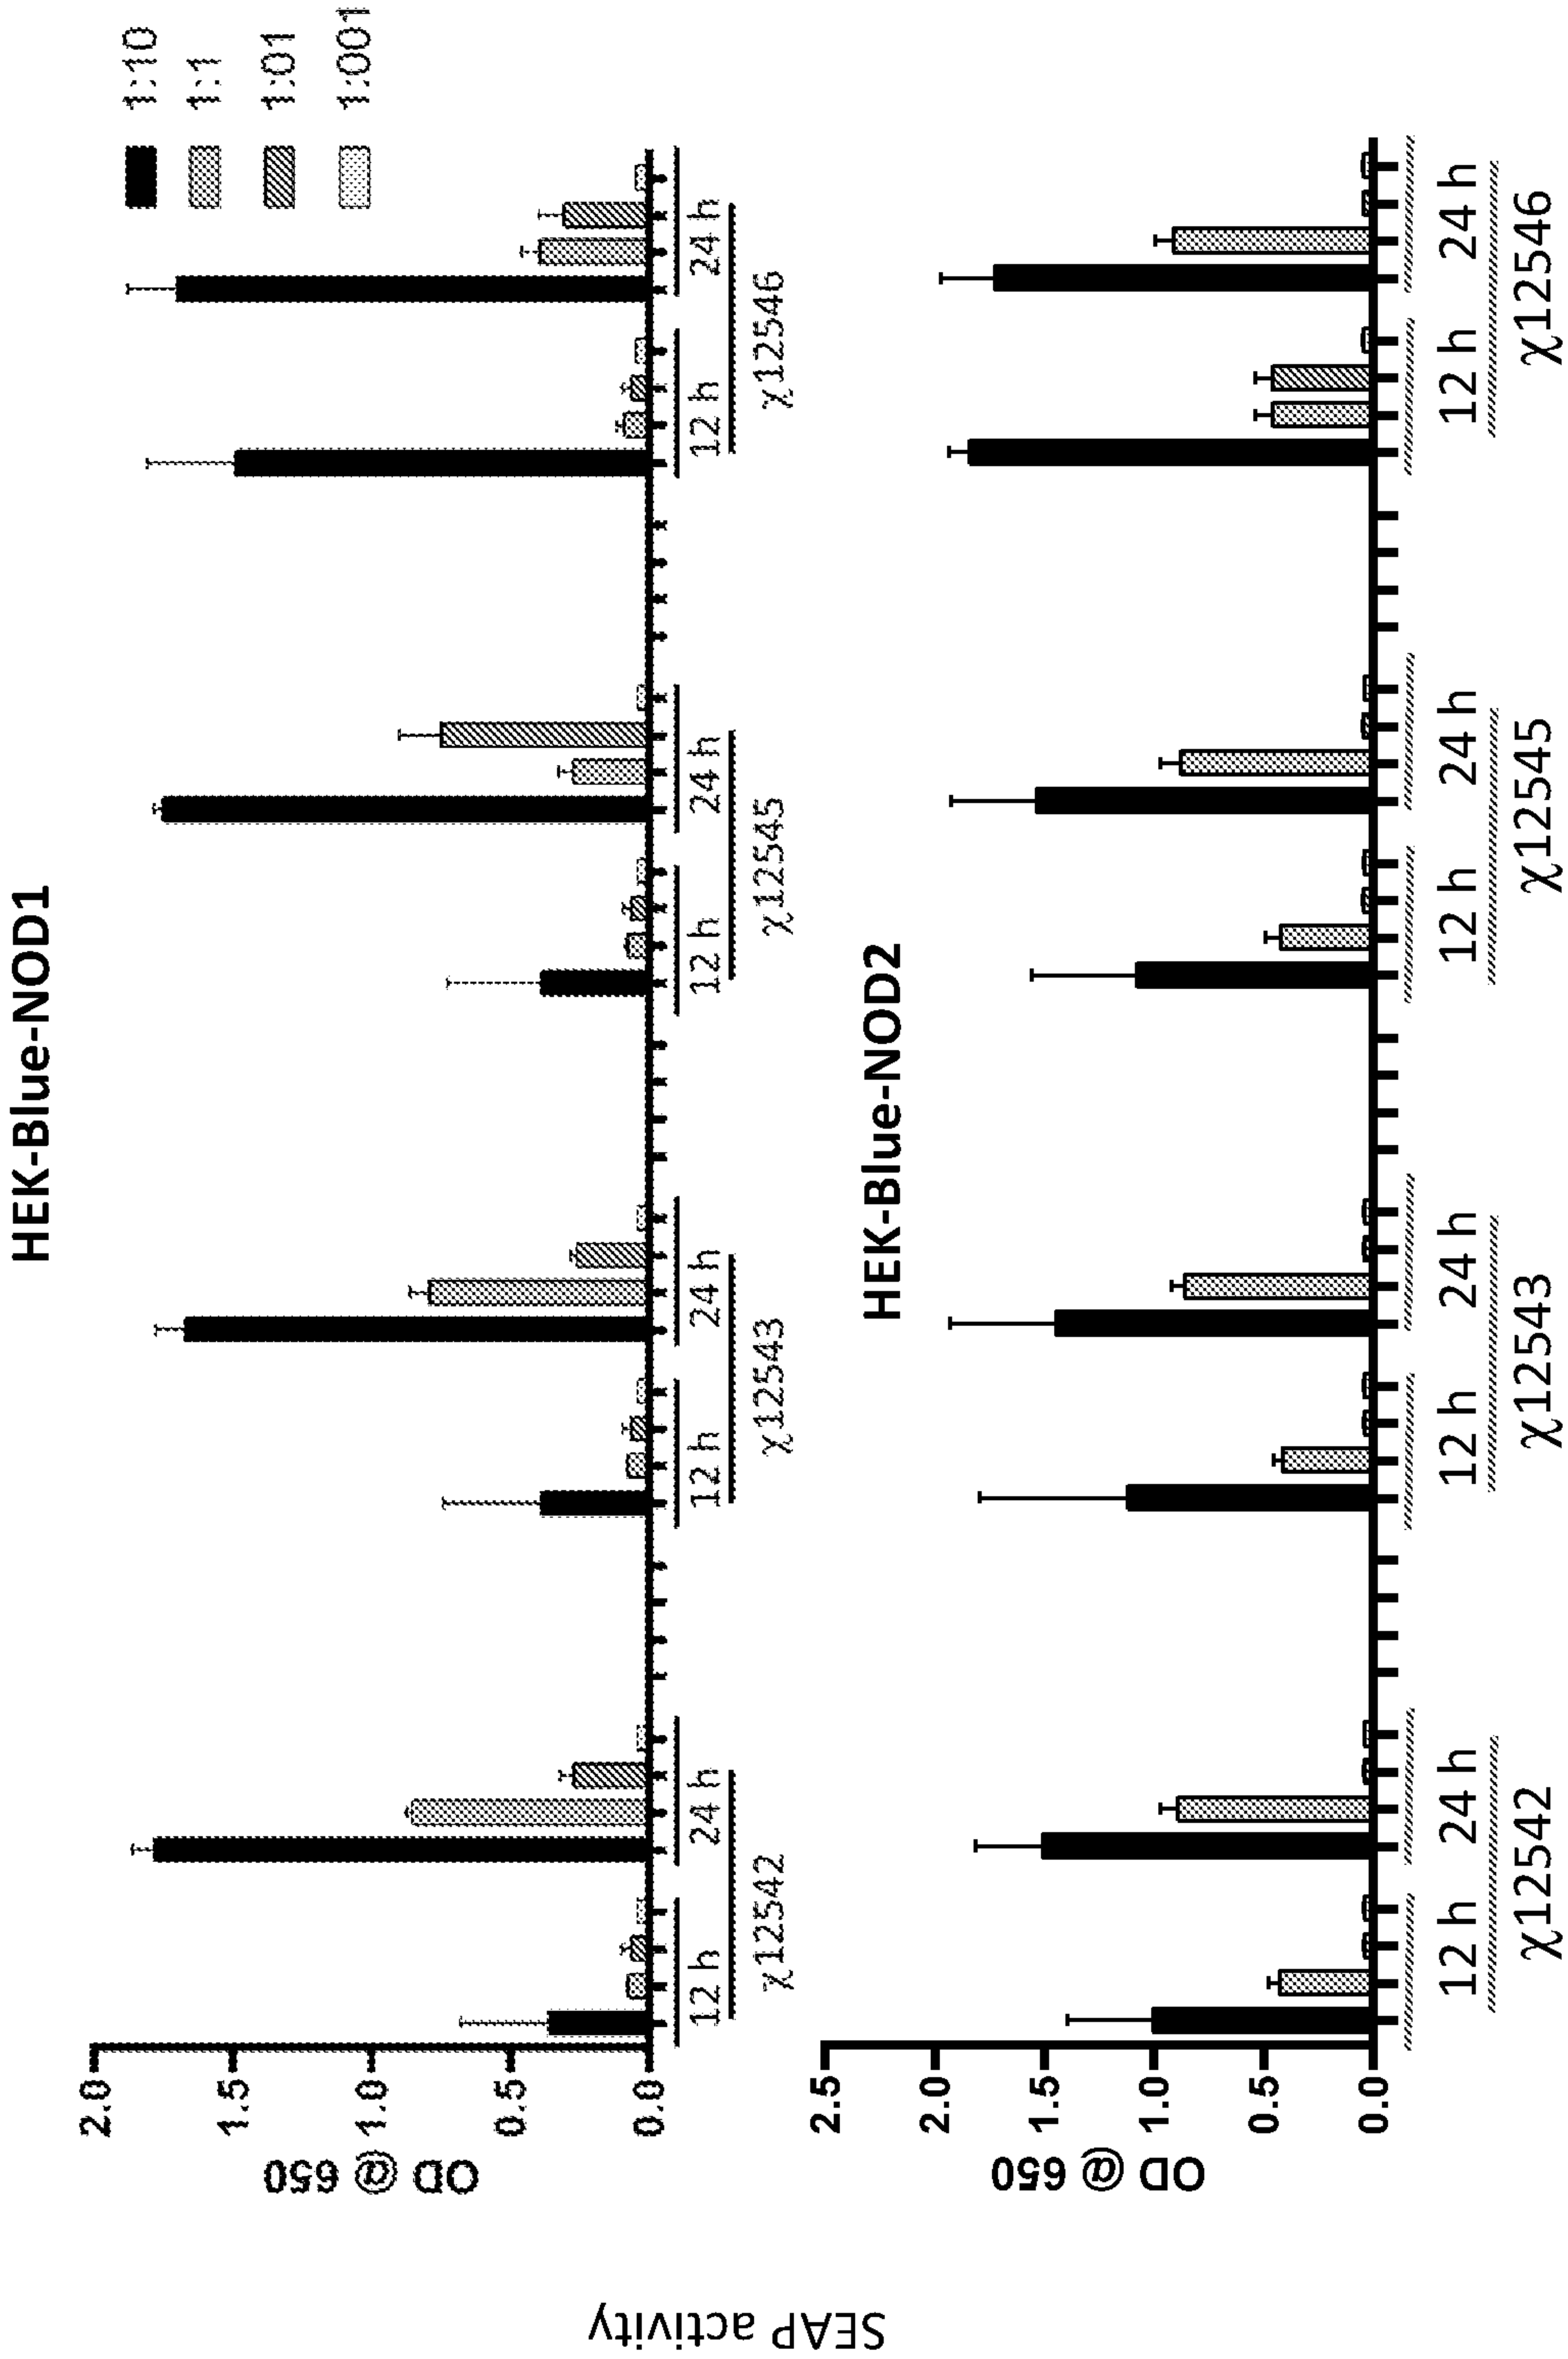 HEK-Blue-NOD1
1:10
1:1
1:01
1:001
SEAP activity
OD @ 650
2.0
1.5
1.0
0.5
0.0
12 h 24 h 12 h 24 h 12 h 24 h 12 h 24 h
χ12542 χ12543 χ12545 χ12546
HEK-Blue-NOD2
OD @ 650
2.5
2.0
1.5
1.0
0.5
0.0
12 h 24 h 12 h 24 h 12 h 24 h 12 h 24 h
χ12542 χ12543 χ12545 χ12546